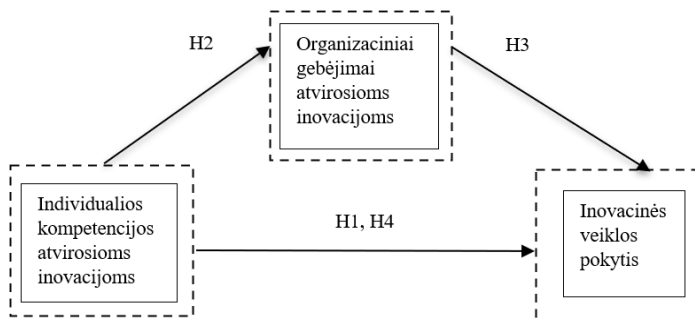 H2
Organizaciniai
gebėjimai
atvirosioms
inovacijoms
H3
Individualios
kompetencijos
atvirosioms
inovacijoms
H1, H4
Inovacinės
veiklos
pokytis